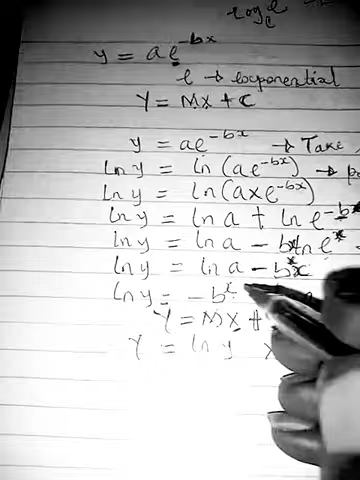 log_e e
y = ae^-bx
e → exponential
Y = MX + C
y = ae^-bx → Take
ln y = ln (ae^-bx) →
ln y = ln (a x e^-bx)
ln y = ln a + ln e^-bx
ln y = ln a - bx ln e
ln y = ln a - bx
ln y = -bx
Y = MX +
Y = ln y